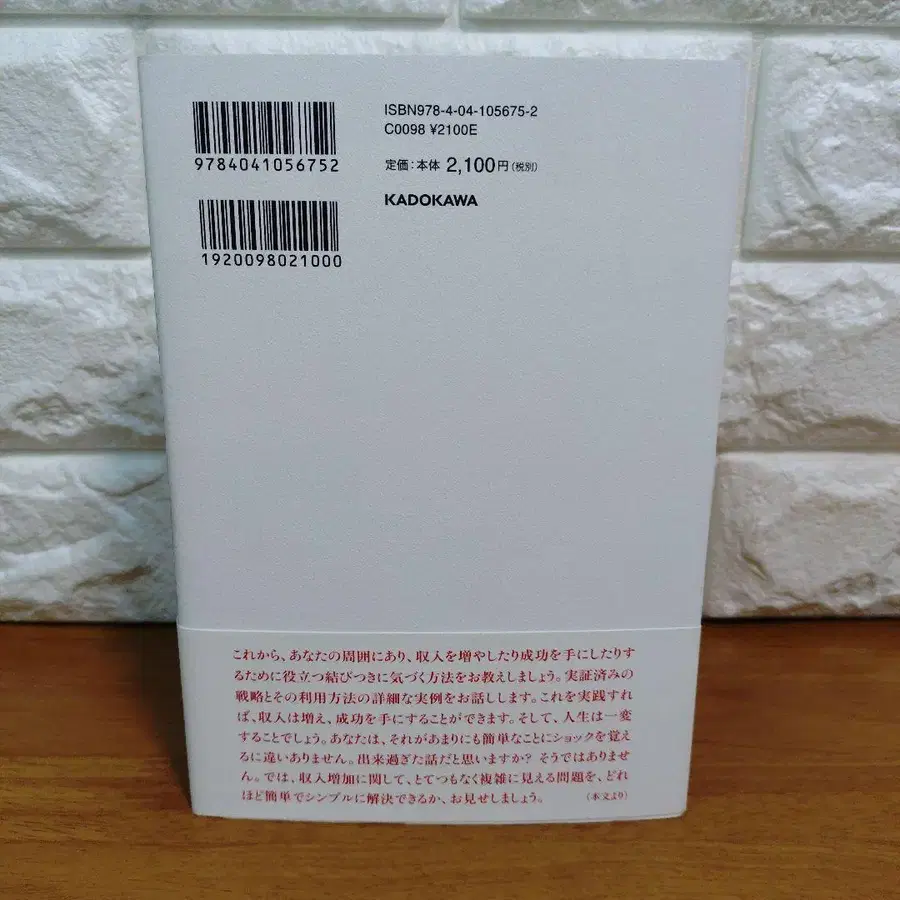 ISBN978-4-04-105675-2
C0098 ¥2100E
9784041056752
定価：本体 2,100円（税別）
KADOKAWA
1920098021000
これから、あなたの周囲にあり、収入を増やしたり成功を手にしたりす
るために役立つ結びつきに気づく方法をお教えしましょう。実証済みの
戦略とその利用方法の詳細な実例をお話しします。これを実践すれ
ば、収入は増え、成功を手にすることができます。そして、人生は一変
することでしょう。あなたは、それがあまりにも簡単なことにショックを覚え
るに違いありません。出来過ぎた話だと思いますか? そうではありませ
ん。では、収入増加に関して、とてつもなく複雑に見える問題を、どれ
ほど簡単でシンプルに解決できるか、お見せしましょう。
（本文より）